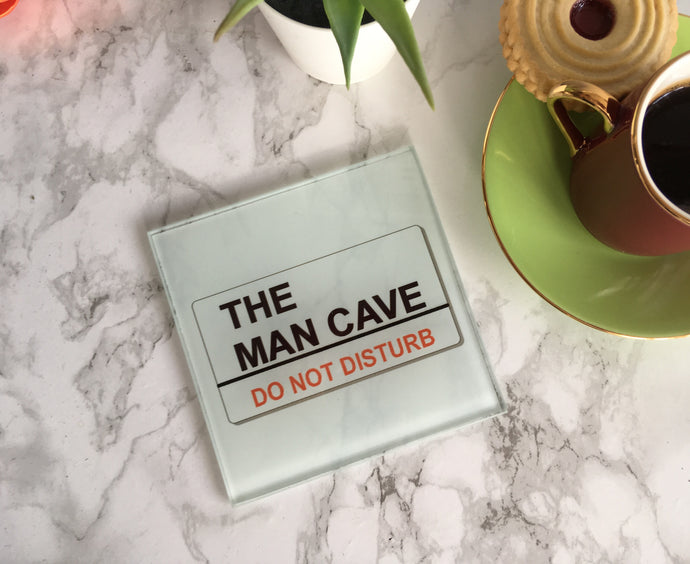 THE
MAN CAVE
DO NOT DISTURB